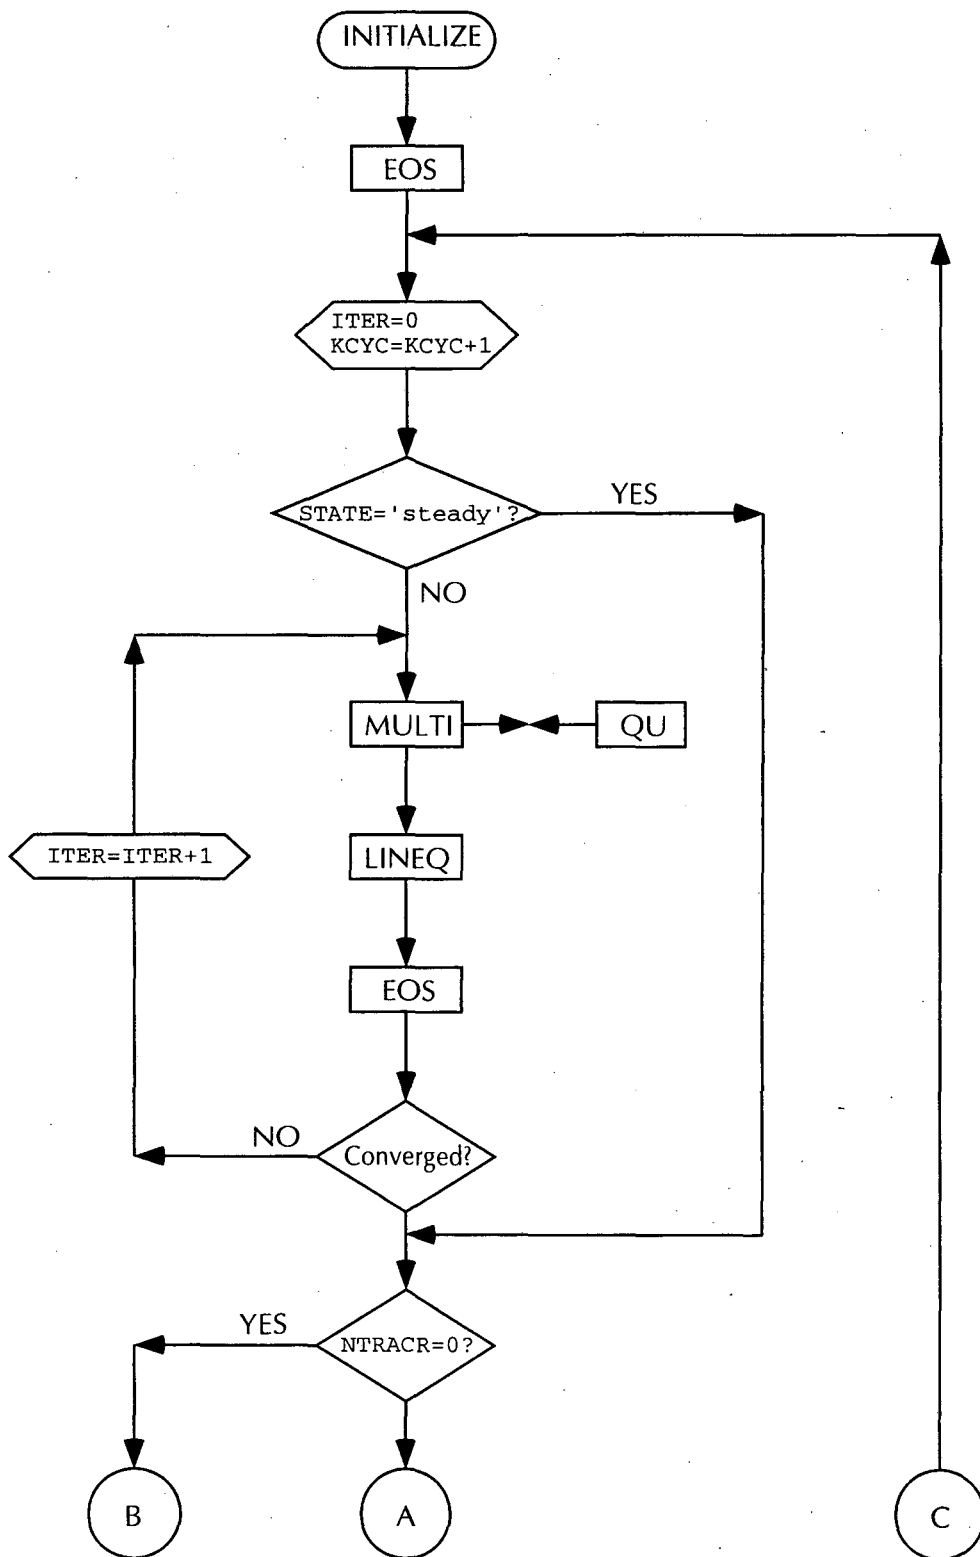 INITIALIZE
EOS
ITER=0
KCYC=KCYC+1
STATE='steady'?
YES
NO
MULTI
QU
ITER=ITER+1
LINEQ
EOS
NO
Converged?
YES
NTRACR=0?
B
A
C